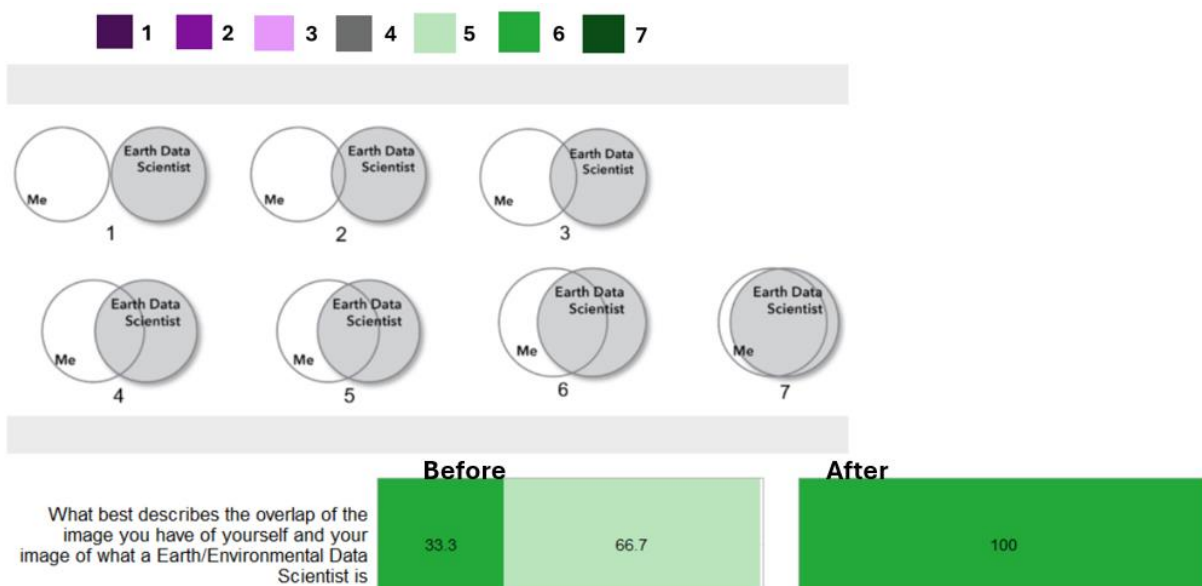 1 2 3 4 5 6 7
Earth Data
Scientist
Me
1
Earth Data
Scientist
Me
2
Earth Data
Scientist
Me
3
Earth Data
Scientist
Me
4
Earth Data
Scientist
Me
5
Earth Data
Scientist
Me
6
Earth Data
Scientist
Me
7
Before
After
What best describes the overlap of the
image you have of yourself and your
image of what a Earth/Environmental Data
Scientist is
33.3
66.7
100